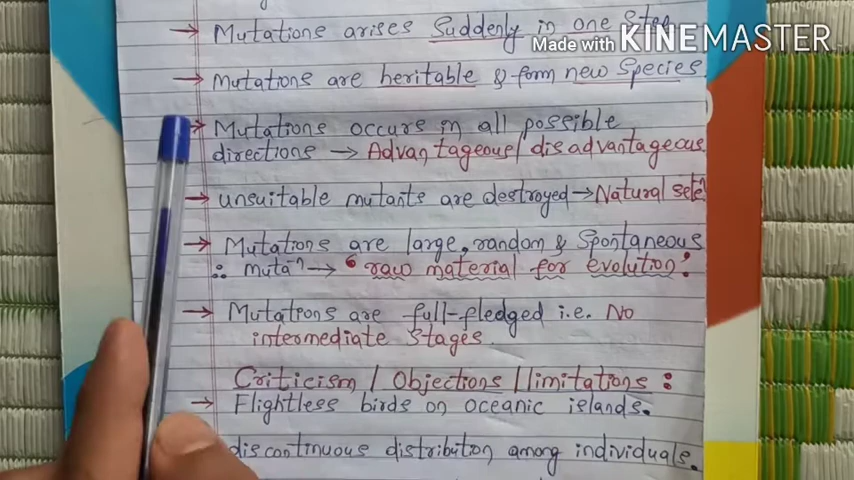 → Mutations arises Suddenly in one Step
Made with KINEMASTER
→ Mutations are heritable & form new Species
→ Mutations occurs in all possible
directions → Advantageous/disadvantageous.
→ unsuitable mutants are destroyed → Natural selen
→ Mutations are large, random & Spontaneous
∴ mutan → "raw material for evolution"
→ Mutations are full-fledged i.e. No
intermediate Stages.
Criticism / Objections / limitations :
→ Flightless birds on oceanic islands.
discontinuous distribution among individuals.